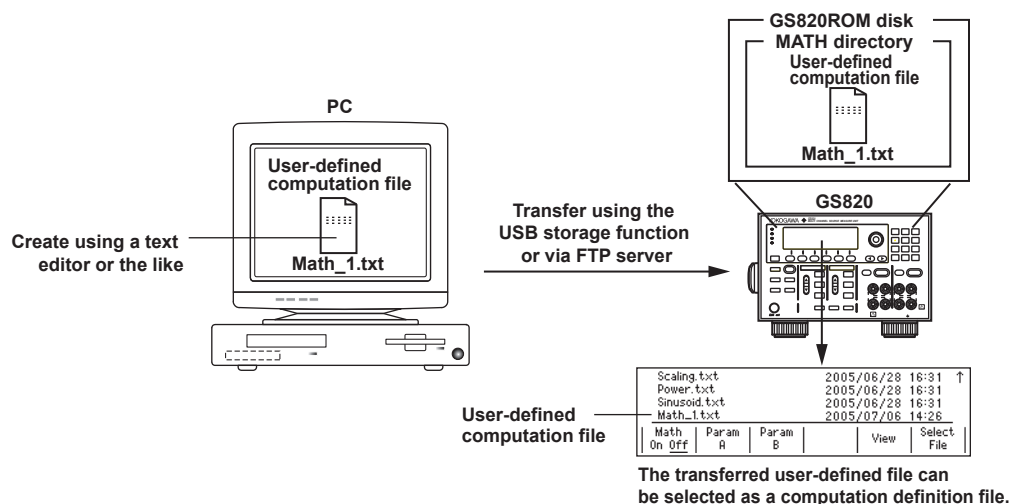 GS820ROM disk
MATH directory
User-defined
computation file
Math_1.txt
PC
User-defined
computation file
Math_1.txt
Create using a text
editor or the like
Transfer using the
USB storage function
or via FTP server
GS820
YOKOGAWA
Scaling.txt 2005/06/28 16:31 ↑
Power.txt 2005/06/28 16:31
Sinusoid.txt 2005/06/28 16:31
Math_1.txt 2005/07/06 14:26
Math On Off | Param A | Param B | View | Select File
User-defined
computation file
The transferred user-defined file can
be selected as a computation definition file.